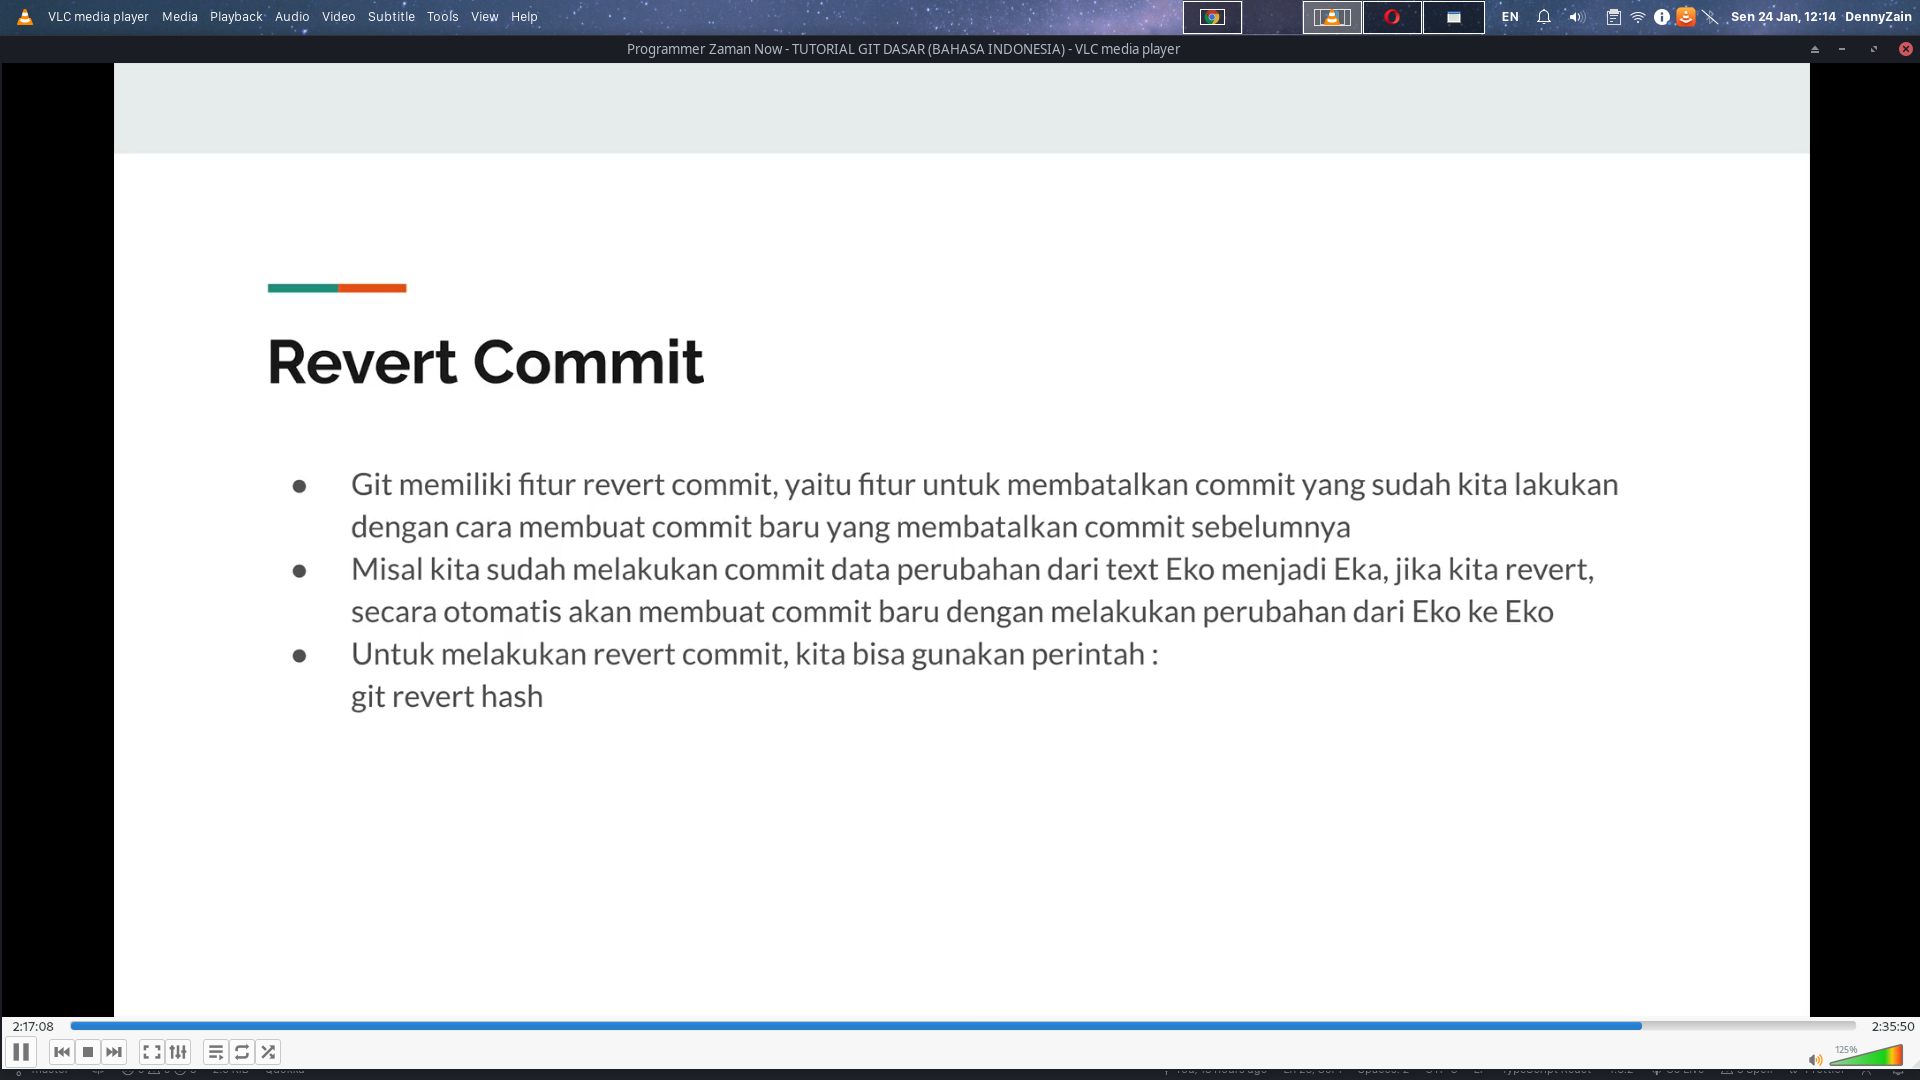 VLC media player Media Playback Audio Video Subtitle Tools View Help EN Sen 24 Jan, 12:14 DennyZain
Programmer Zaman Now - TUTORIAL GIT DASAR (BAHASA INDONESIA) - VLC media player
Revert Commit
● Git memiliki fitur revert commit, yaitu fitur untuk membatalkan commit yang sudah kita lakukan
dengan cara membuat commit baru yang membatalkan commit sebelumnya
● Misal kita sudah melakukan commit data perubahan dari text Eko menjadi Eka, jika kita revert,
secara otomatis akan membuat commit baru dengan melakukan perubahan dari Eko ke Eko
● Untuk melakukan revert commit, kita bisa gunakan perintah :
git revert hash
2:17:08 2:35:50
125%